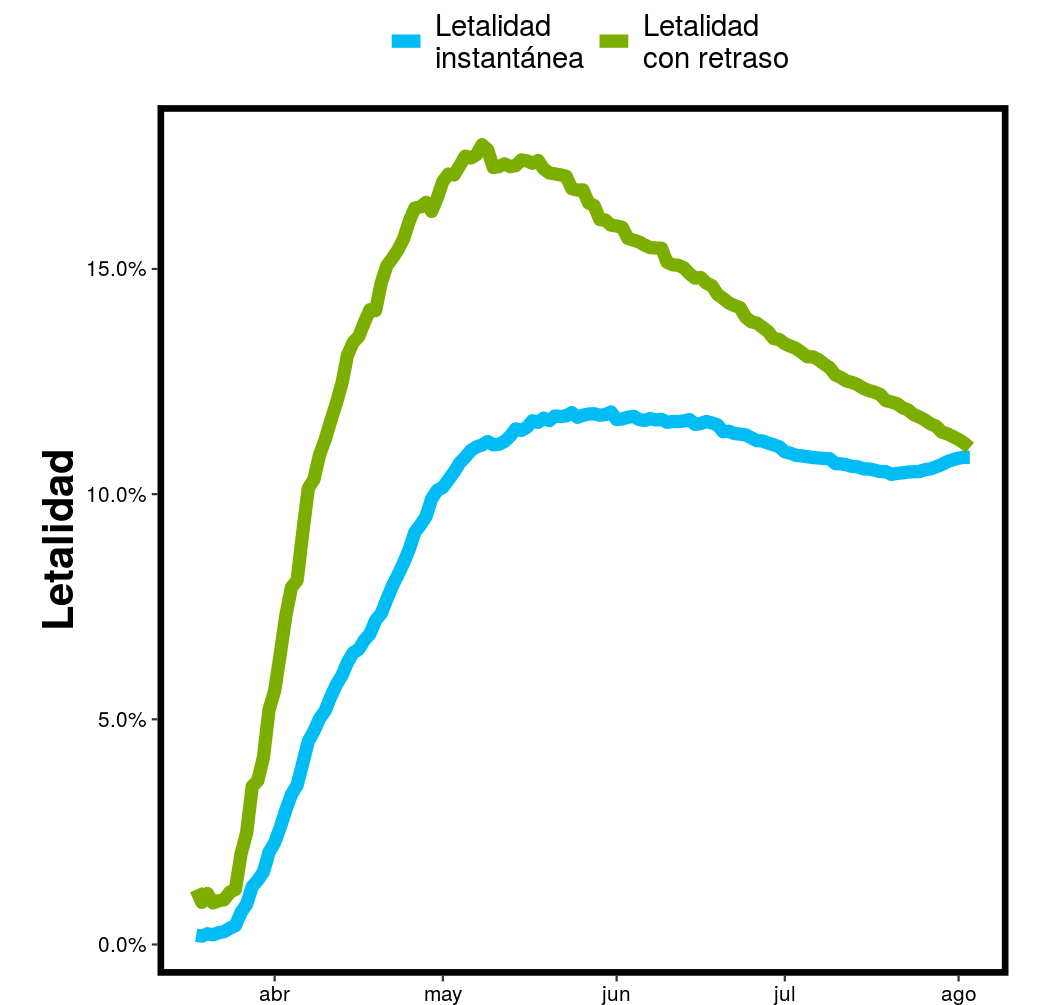 Letalidad
instantánea
Letalidad
con retraso
Letalidad
15.0%
10.0%
5.0%
0.0%
abr
may
jun
jul
ago